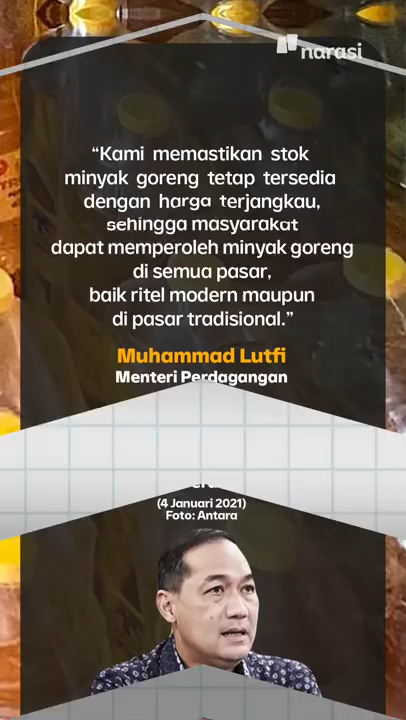 narasi
“Kami memastikan stok
minyak goreng tetap tersedia
dengan harga terjangkau,
sehingga masyarakat
dapat memperoleh minyak goreng
di semua pasar,
baik ritel modern maupun
di pasar tradisional.”
Muhammad Lutfi
Menteri Perdagangan
(4 Januari 2021)
Foto: Antara